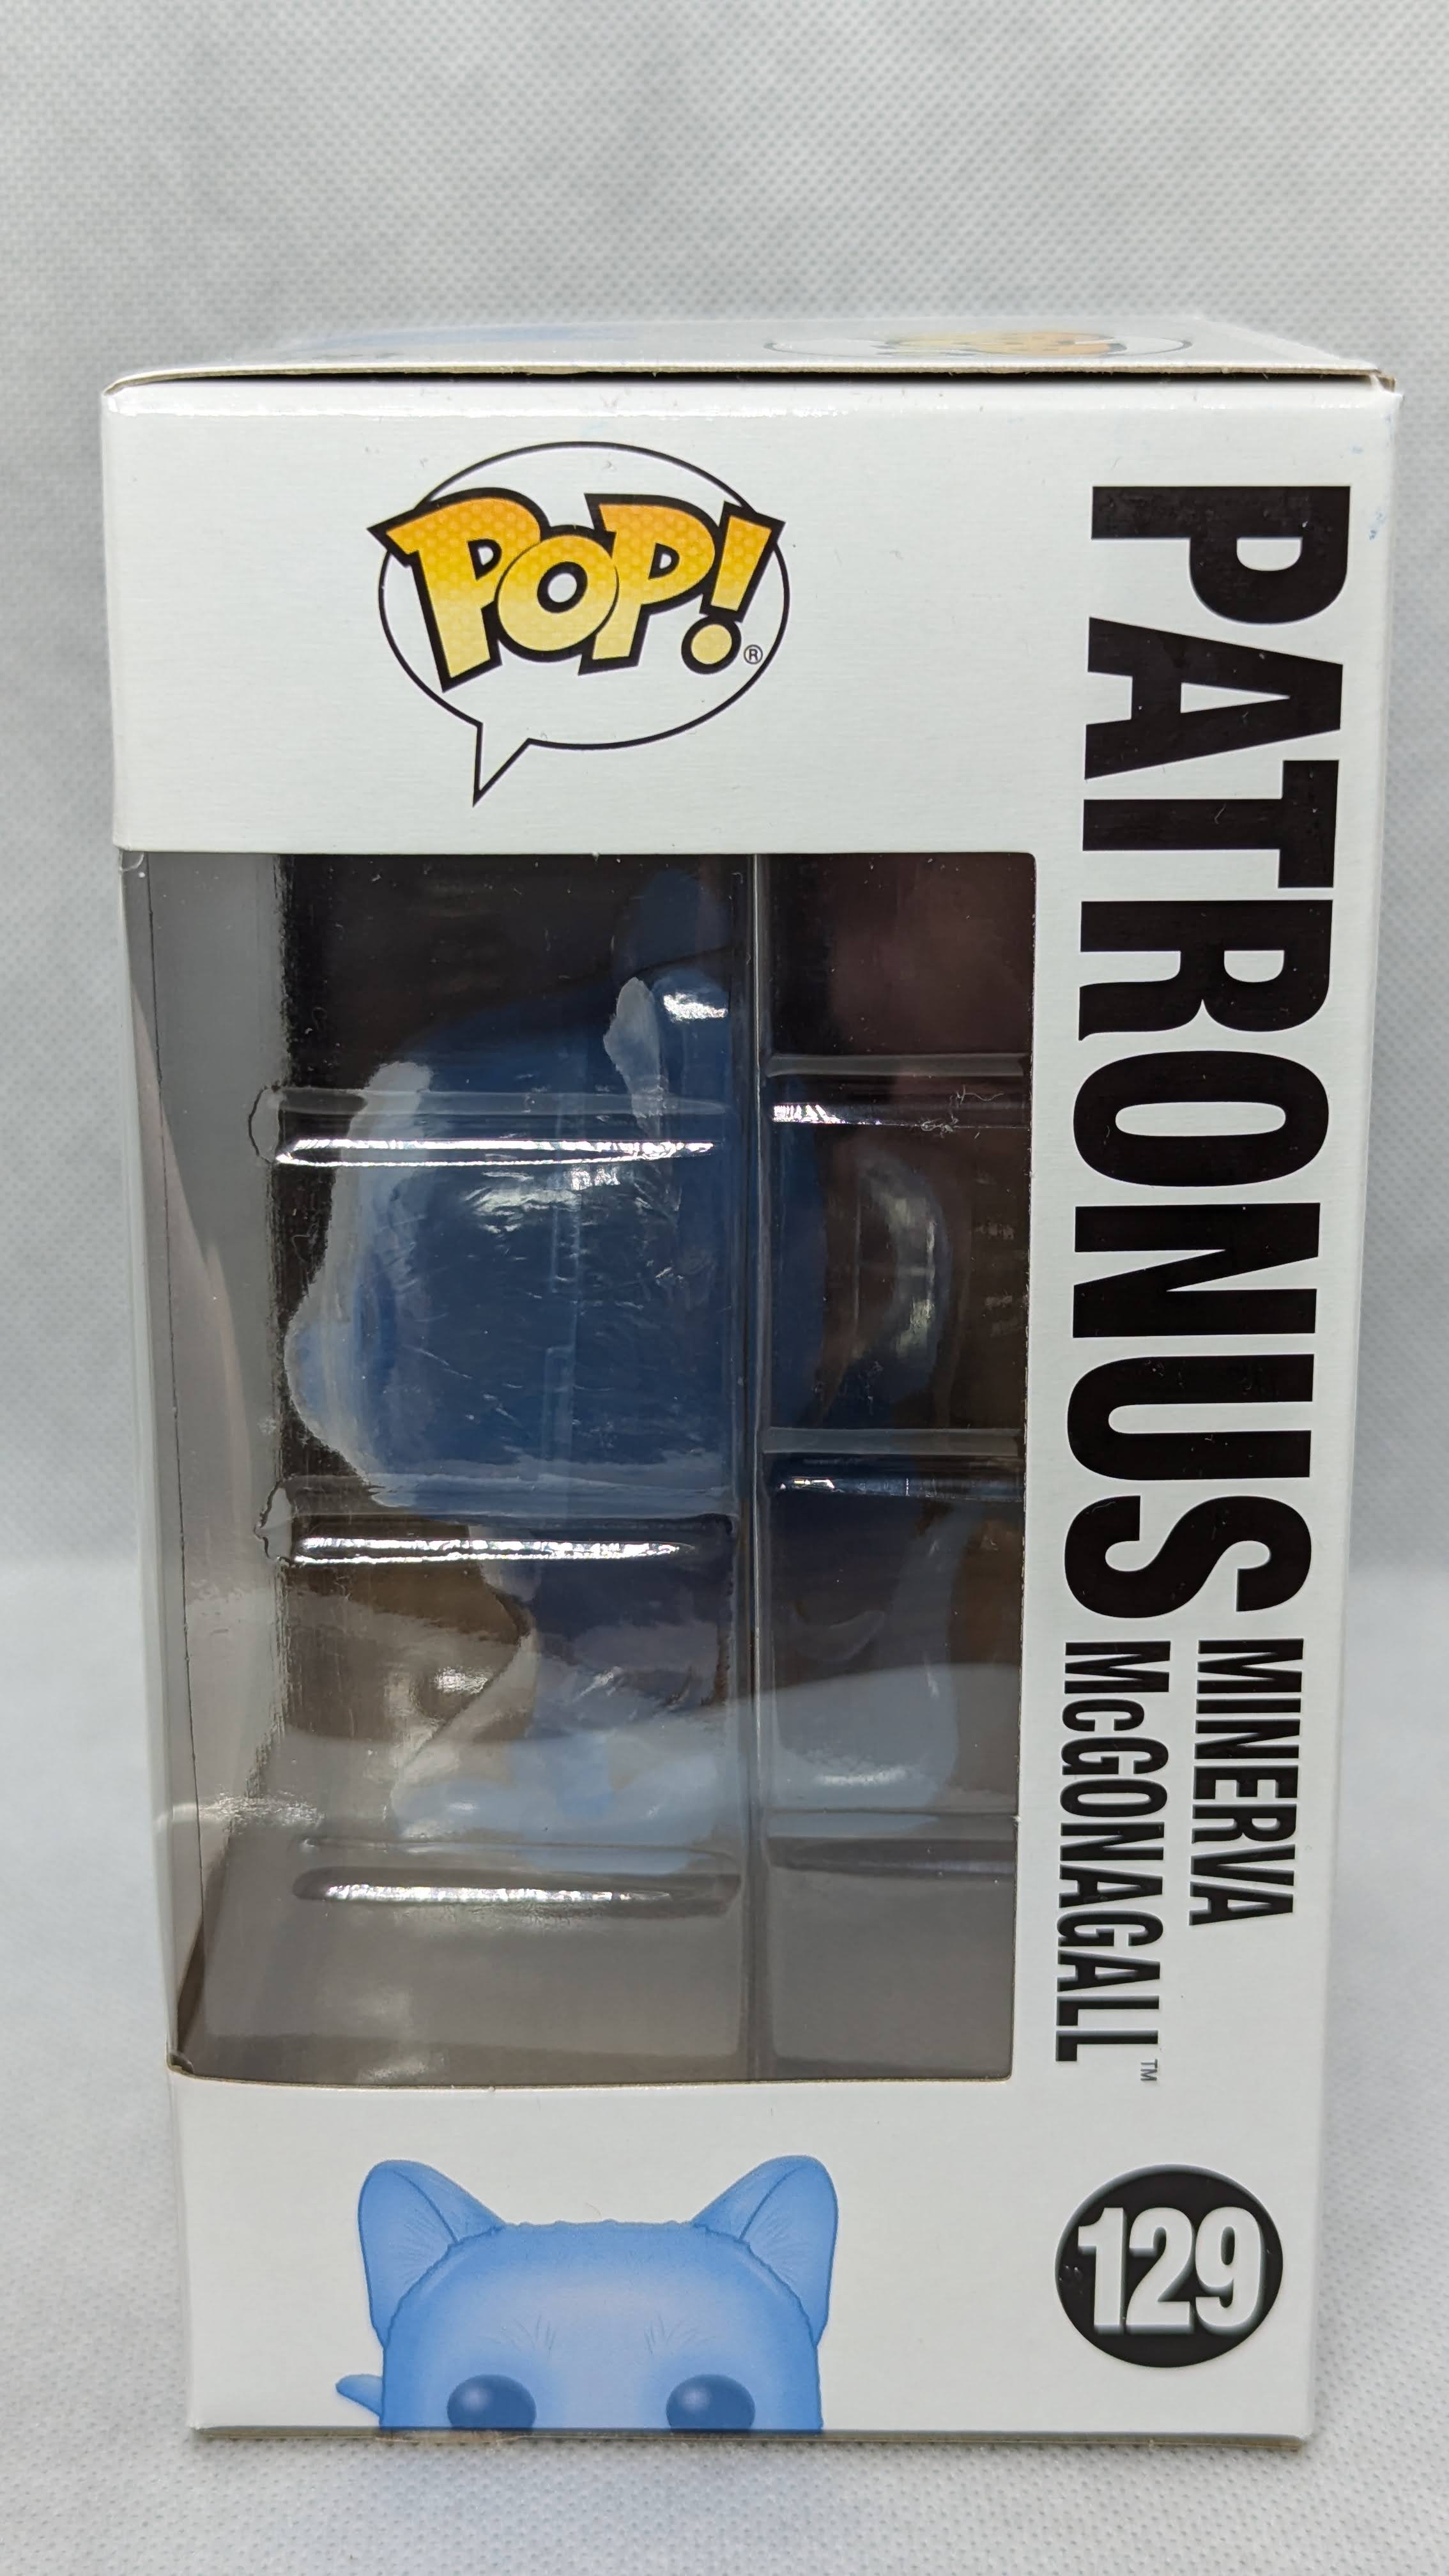 POP!®
PATRONUS
MINERVA
McGONAGALL™
129